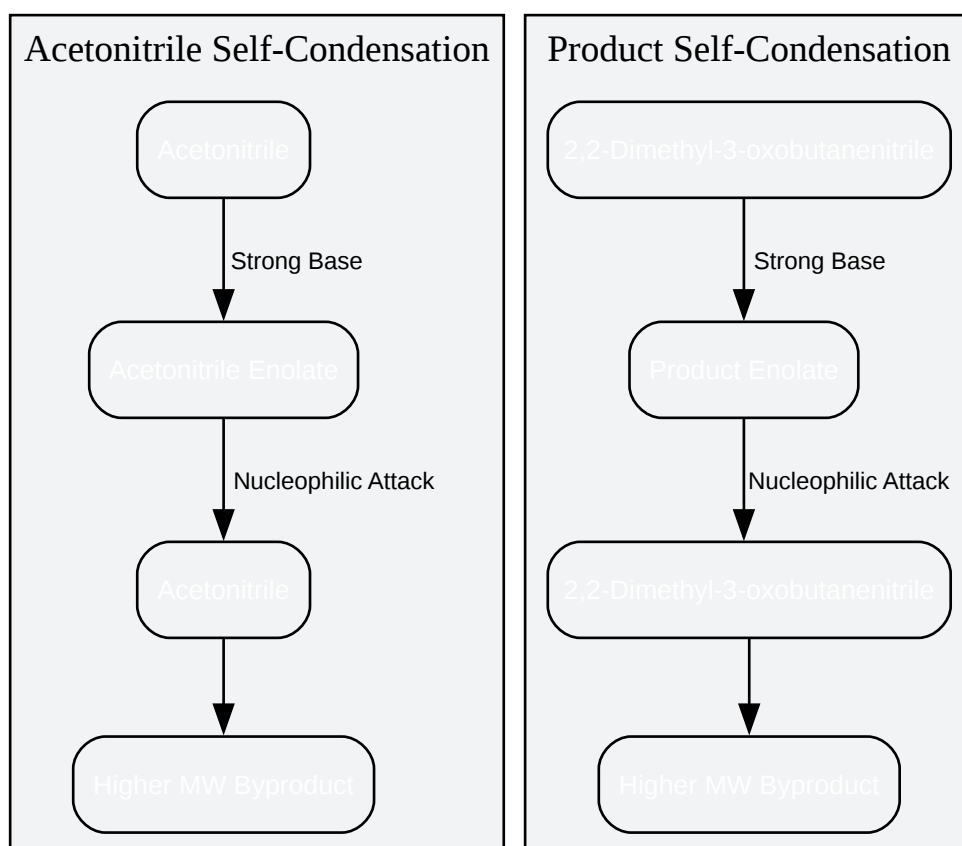 Acetonitrile Self-Condensation
Acetonitrile
Strong Base
Acetonitrile Enolate
Nucleophilic Attack
Acetonitrile
Higher MW Byproduct
Product Self-Condensation
2,2-Dimethyl-3-oxobutanenitrile
Strong Base
Product Enolate
Nucleophilic Attack
2,2-Dimethyl-3-oxobutanenitrile
Higher MW Byproduct